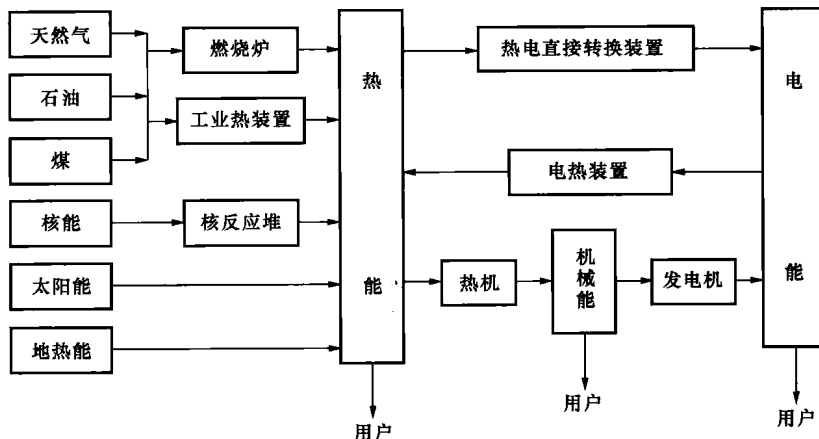 天然气
石油
煤
核能
太阳能
地热能
燃烧炉
工业热装置
核反应堆
热能
用户
热电直接转换装置
电热装置
热机
机械能
发电机
用户
电能
用户